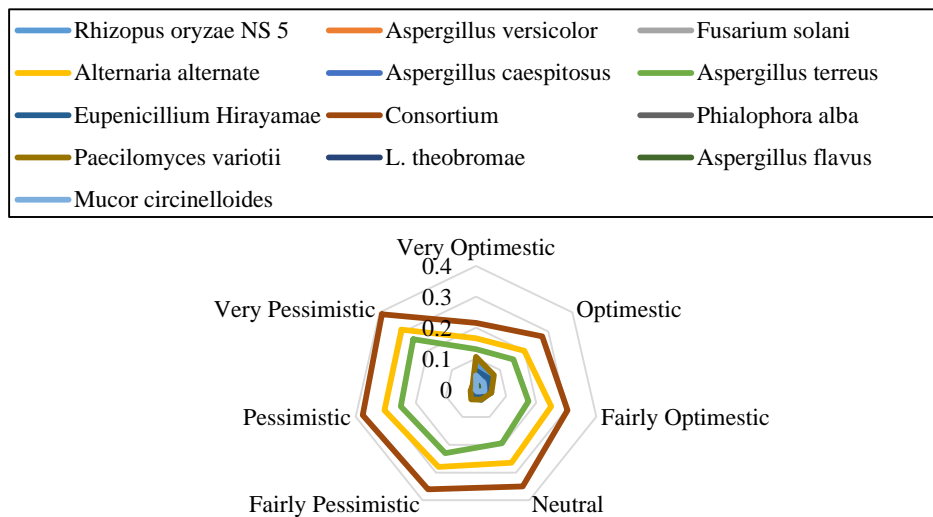 Rhizopus oryzae NS 5 Aspergillus versicolor Fusarium solani
Alternaria alternate Aspergillus caespitosus Aspergillus terreus
Eupenicillium Hirayamae Consortium Phialophora alba
Paecilomyces variotii L. theobromae Aspergillus flavus
Mucor circinelloides
Very Optimestic
0.4
Very Pessimistic 0.3 Optimestic
0.2
0.1
0
Pessimistic Fairly Optimestic
Fairly Pessimistic Neutral